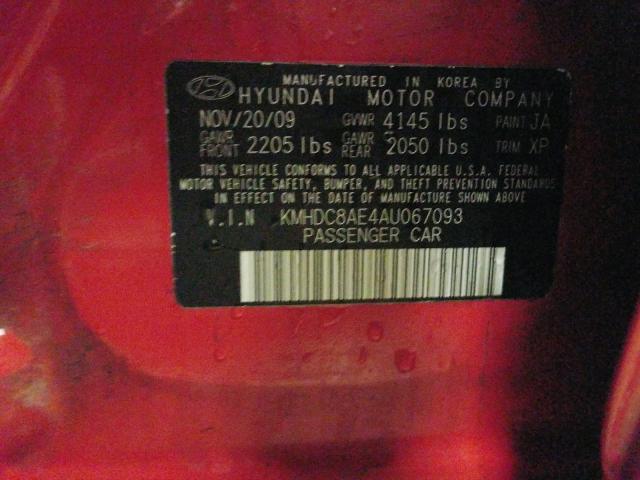 MANUFACTURED IN KOREA BY
HYUNDAI MOTOR COMPANY
NOV/20/09 GVWR 4145 lbs PAINT JA
GAWR FRONT 2205 lbs GAWR REAR 2050 lbs TRIM XP
THIS VEHICLE CONFORMS TO ALL APPLICABLE U.S.A. FEDERAL
MOTOR VEHICLE SAFETY, BUMPER, AND THEFT PREVENTION STANDARDS
IN EFFECT ON THE DATE OF MANUFACTURE SHOWN ABOVE
V.I.N KMHDC8AE4AU067093
PASSENGER CAR